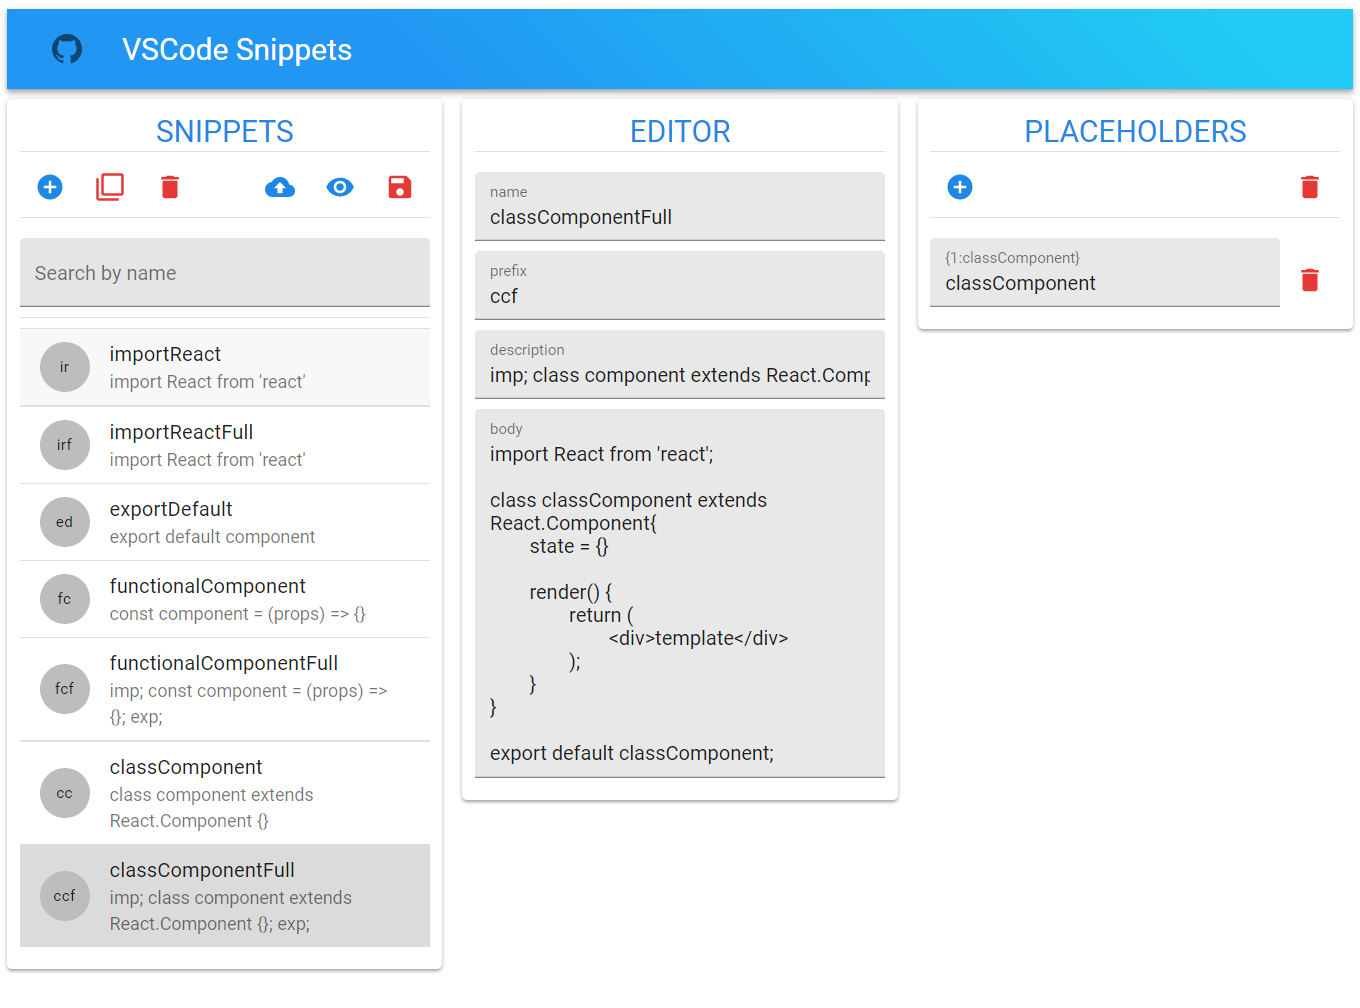 VSCode Snippets
SNIPPETS
Search by name
ir
importReact
import React from 'react'
irf
importReactFull
import React from 'react'
ed
exportDefault
export default component
fc
functionalComponent
const component = (props) => {}
fcf
functionalComponentFull
imp; const component = (props) =>
{}; exp;
cc
classComponent
class component extends
React.Component {}
ccf
classComponentFull
imp; class component extends
React.Component {}; exp;
EDITOR
name
classComponentFull
prefix
ccf
description
imp; class component extends React.Comp
body
import React from 'react';
class classComponent extends
React.Component{
state = {}
render() {
return (
<div>template</div>
);
}
}
export default classComponent;
PLACEHOLDERS
{1:classComponent}
classComponent